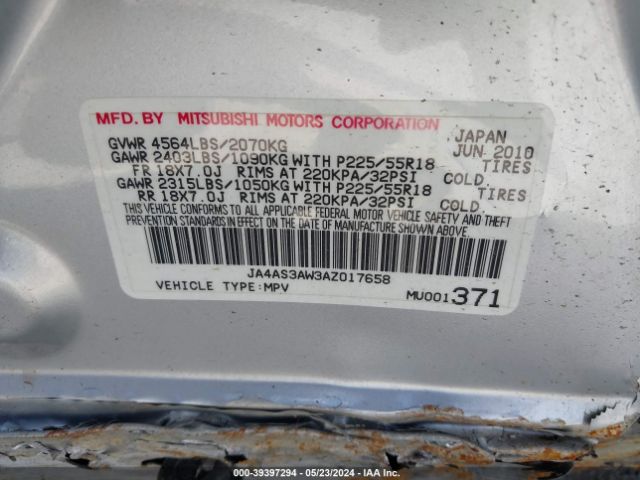 MFD. BY MITSUBISHI MOTORS CORPORATION
JAPAN
GVWR 4564LBS/2070KG JUN 2010
GAWR 2403LBS/1090KG WITH P225/55R18 TIRES
FR 18X7.0J RIMS AT 220KPA/32PSI COLD
GAWR 2315LBS/1050KG WITH P225/55R18 TIRES
RR 18X7.0J RIMS AT 220KPA/32PSI COLD
THIS VEHICLE CONFORMS TO ALL APPLICABLE FEDERAL MOTOR VEHICLE SAFETY AND THEFT
PREVENTION STANDARDS IN EFFECT ON THE DATE OF MANUFACTURE SHOWN ABOVE.
JA4AS3AW3AZ017658
VEHICLE TYPE:MPV MU001371
000-39397294 - 05/23/2024 - IAA Inc.